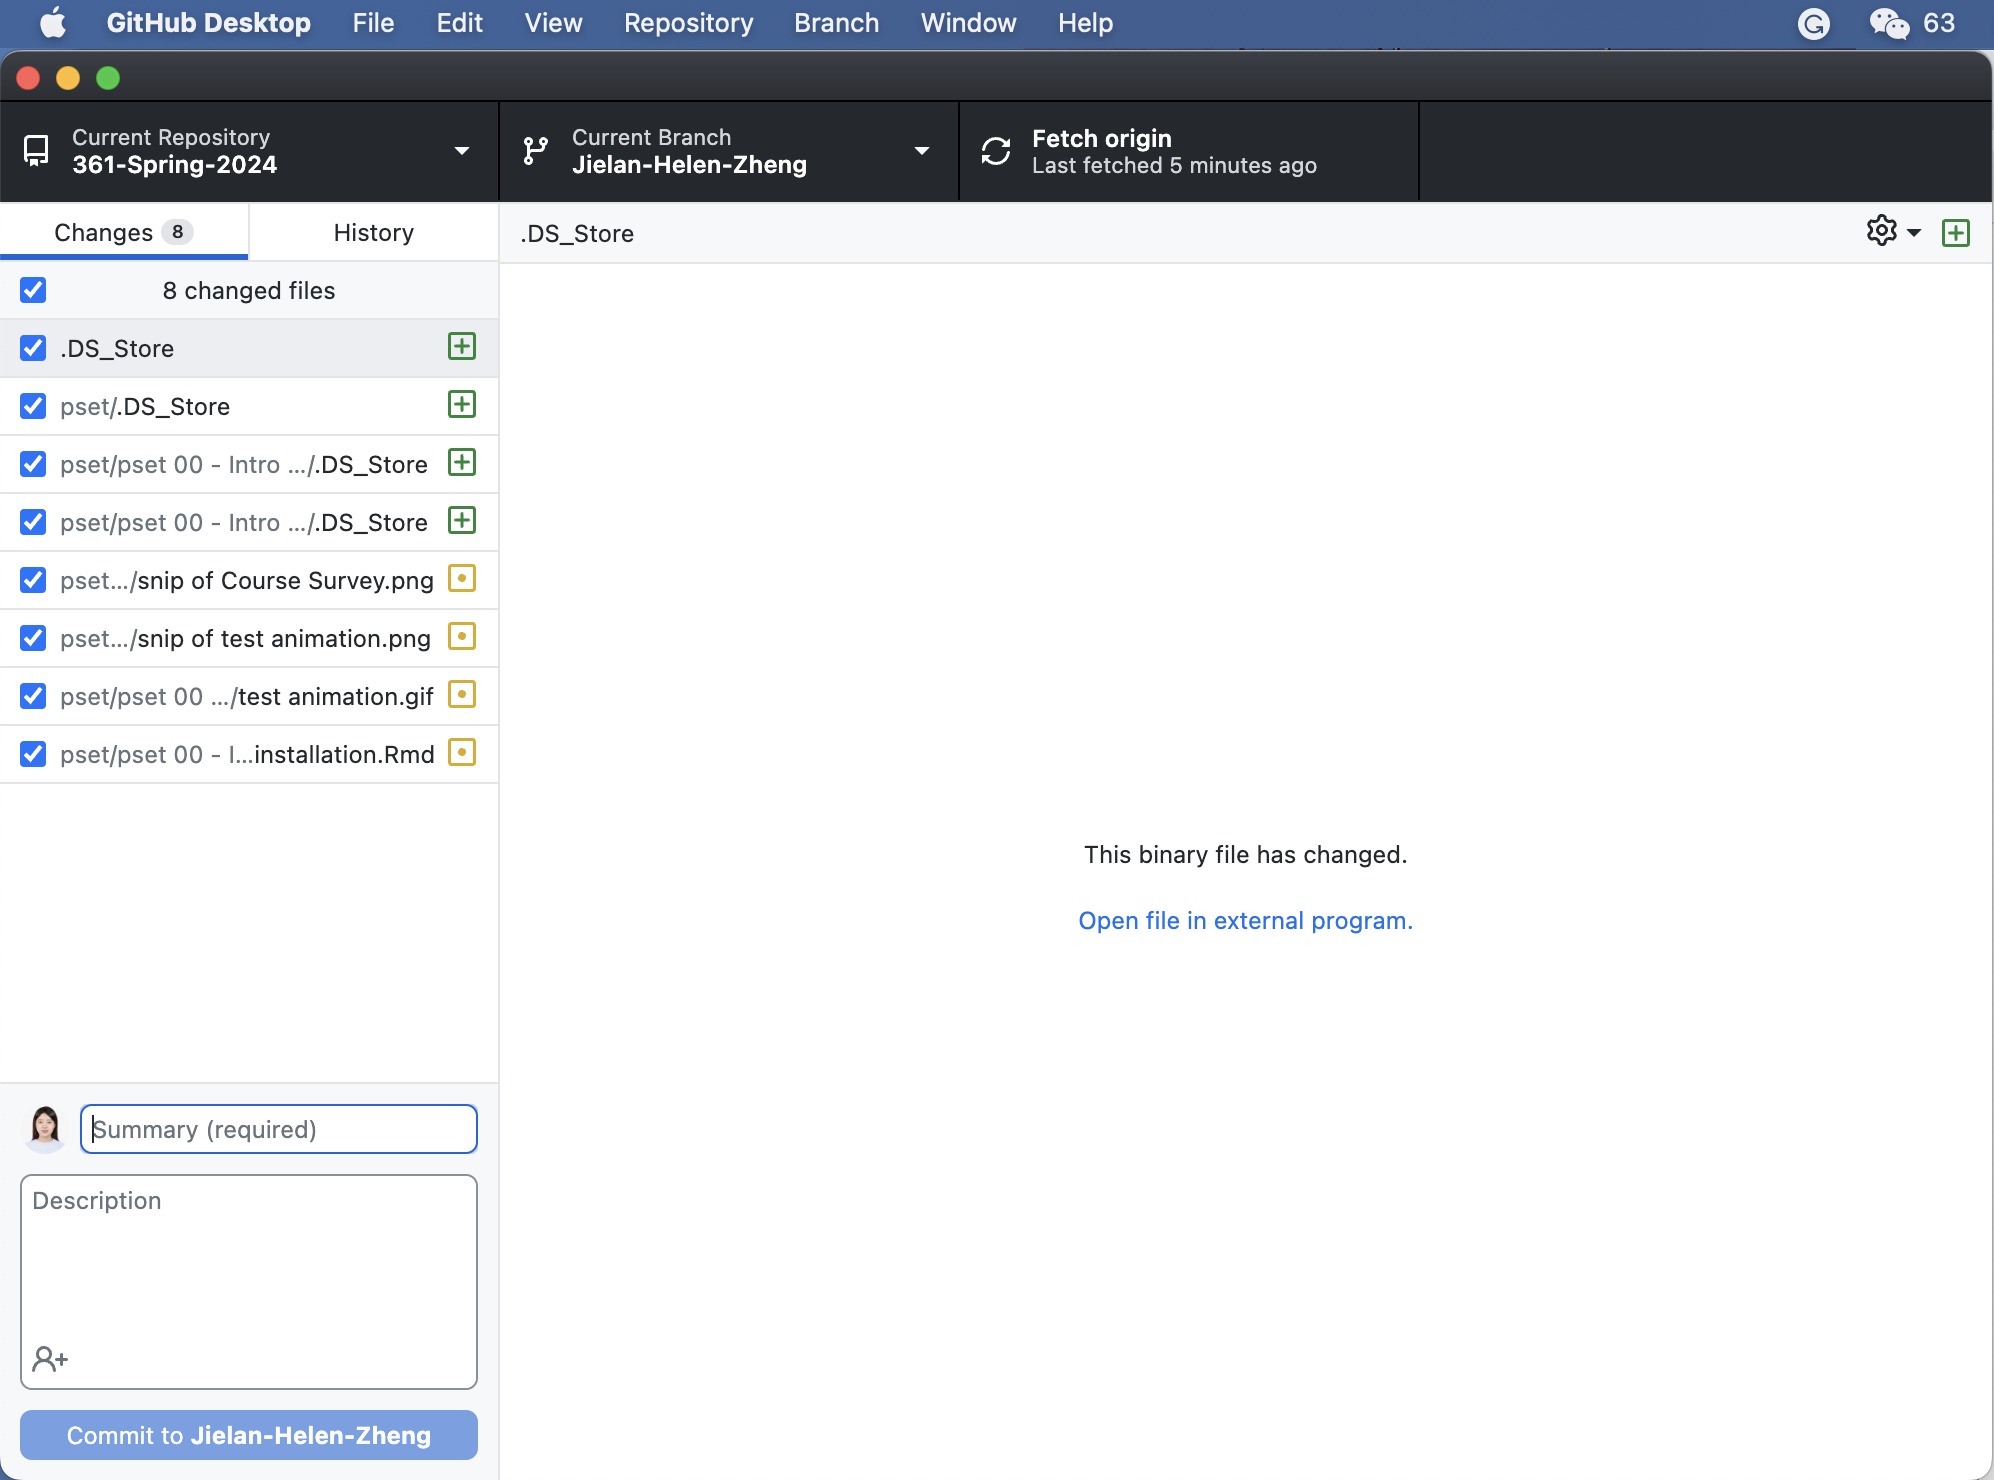 GitHub Desktop File Edit View Repository Branch Window Help 63
Current Repository
361-Spring-2024
Current Branch
Jielan-Helen-Zheng
Fetch origin
Last fetched 5 minutes ago
Changes 8
History
.DS_Store
8 changed files
.DS_Store
pset/.DS_Store
pset/pset 00 - Intro .../.DS_Store
pset/pset 00 - Intro .../.DS_Store
pset.../snip of Course Survey.png
pset.../snip of test animation.png
pset/pset 00 .../test animation.gif
pset/pset 00 - I...installation.Rmd
This binary file has changed.
Open file in external program.
Summary (required)
Description
Commit to Jielan-Helen-Zheng